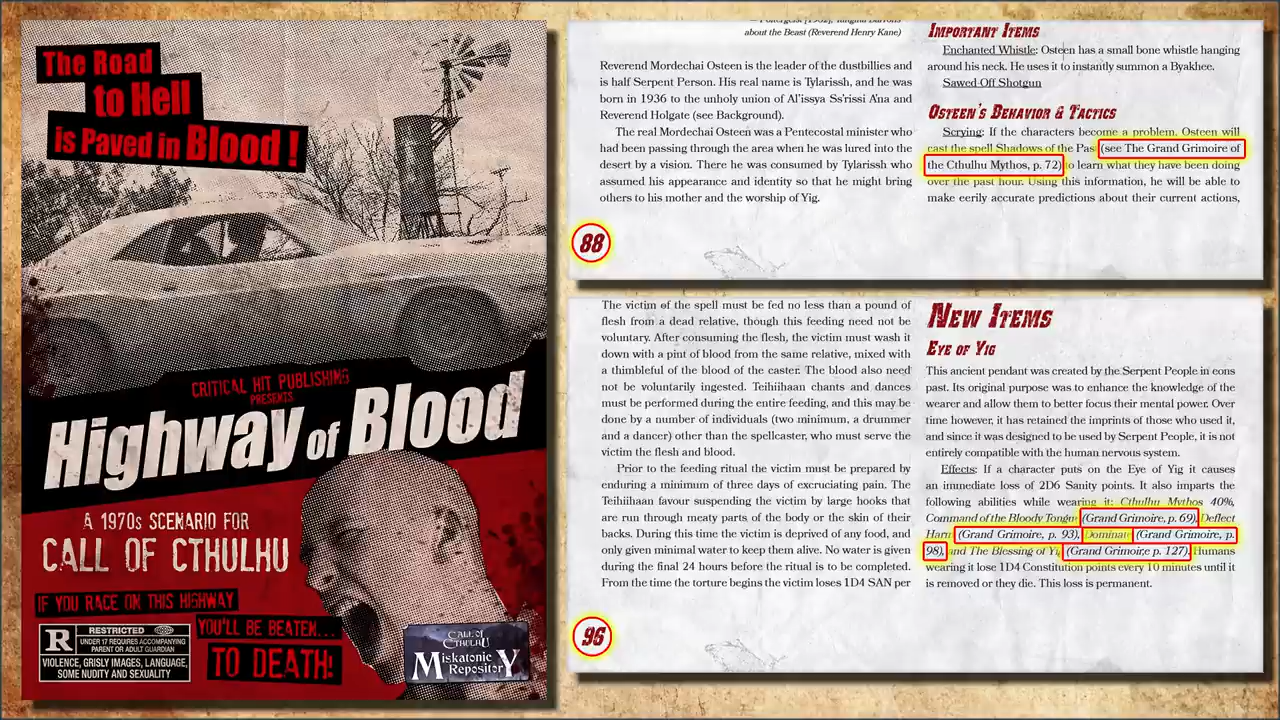 The Road
to Hell
is Paved in Blood!
CRITICAL HIT PUBLISHING
PRESENTS
Highway of Blood
A 1970s SCENARIO FOR
CALL OF CTHULHU
IF YOU RACE ON THIS HIGHWAY
YOU'LL BE BEATEN...
TO DEATH!
R
RESTRICTED
UNDER 17 REQUIRES ACCOMPANYING
PARENT OR ADULT GUARDIAN
VIOLENCE, GRISLY IMAGES, LANGUAGE,
SOME NUDITY AND SEXUALITY
CALL OF
CTHULHU
MISKATONIC
REPOSITORY
about the Beast (Reverend Henry Kane)
Reverend Mordechai Osteen is the leader of the dustbillies and
is half Serpent Person. His real name is Tylarissh, and he was
born in 1936 to the unholy union of Al'issya Ss'rissi A'na and
Reverend Holgate (see Background).
The real Mordechai Osteen was a Pentecostal minister who
had been passing through the area when he was lured into the
desert by a vision. There he was consumed by Tylarissh who
assumed his appearance and identity so that he might bring
others to his mother and the worship of Yig.
88
IMPORTANT ITEMS
Enchanted Whistle: Osteen has a small bone whistle hanging
around his neck. He uses it to instantly summon a Byakhee.
Sawed-Off Shotgun
OSTEEN'S BEHAVIOR & TACTICS
Scrying: If the characters become a problem, Osteen will
cast the spell Shadows of the Past (see The Grand Grimoire of
the Cthulhu Mythos, p. 72) to learn what they have been doing
over the past hour. Using this information, he will be able to
make eerily accurate predictions about their current actions,
The victim of the spell must be fed no less than a pound of
flesh from a dead relative, though this feeding need not be
voluntary. After consuming the flesh, the victim must wash it
down with a pint of blood from the same relative, mixed with
a thimbleful of the blood of the caster. The blood also need
not be voluntarily ingested. Teihiihaan chants and dances
must be performed during the entire feeding, and this may be
done by a number of individuals (two minimum, a drummer
and a dancer) other than the spellcaster, who must serve the
victim the flesh and blood.
Prior to the feeding ritual the victim must be prepared by
enduring a minimum of three days of excruciating pain. The
Teihiihaan favour suspending the victim by large hooks that
are run through meaty parts of the body or the skin of their
backs. During this time the victim is deprived of any food, and
only given minimal water to keep them alive. No water is given
during the final 24 hours before the ritual is to be completed.
From the time the torture begins the victim loses 1D4 SAN per
96
NEW ITEMS
EYE OF YIG
This ancient pendant was created by the Serpent People in eons
past. Its original purpose was to enhance the knowledge of the
wearer and allow them to better focus their mental power. Over
time however, it has retained the imprints of those who used it,
and since it was designed to be used by Serpent People, it is not
entirely compatible with the human nervous system.
Effects: If a character puts on the Eye of Yig it causes
an immediate loss of 2D6 Sanity points. It also imparts the
following abilities while wearing it: Cthulhu Mythos 40%,
Command of the Bloody Tongue (Grand Grimoire, p. 69), Deflect
Harm (Grand Grimoire, p. 93), Dominate (Grand Grimoire, p.
98), and The Blessing of Yig (Grand Grimoire p. 127). Humans
wearing it lose 1D4 Constitution points every 10 minutes until it
is removed or they die. This loss is permanent.